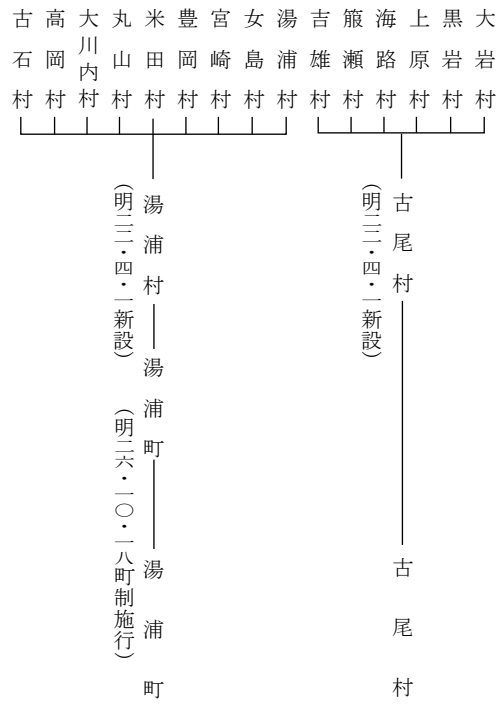 大岩村
黒岩村
上原村
海路村
箙瀬村
吉雄村
古尾村
（明二二・四・一新設）
古尾村
湯浦村
女島村
宮崎村
豊岡村
米田村
丸山村
大川内村
高岡村
古石村
湯浦村
（明二二・四・一新設）
湯浦町
（明二六・一〇・一八町制施行）
湯浦町